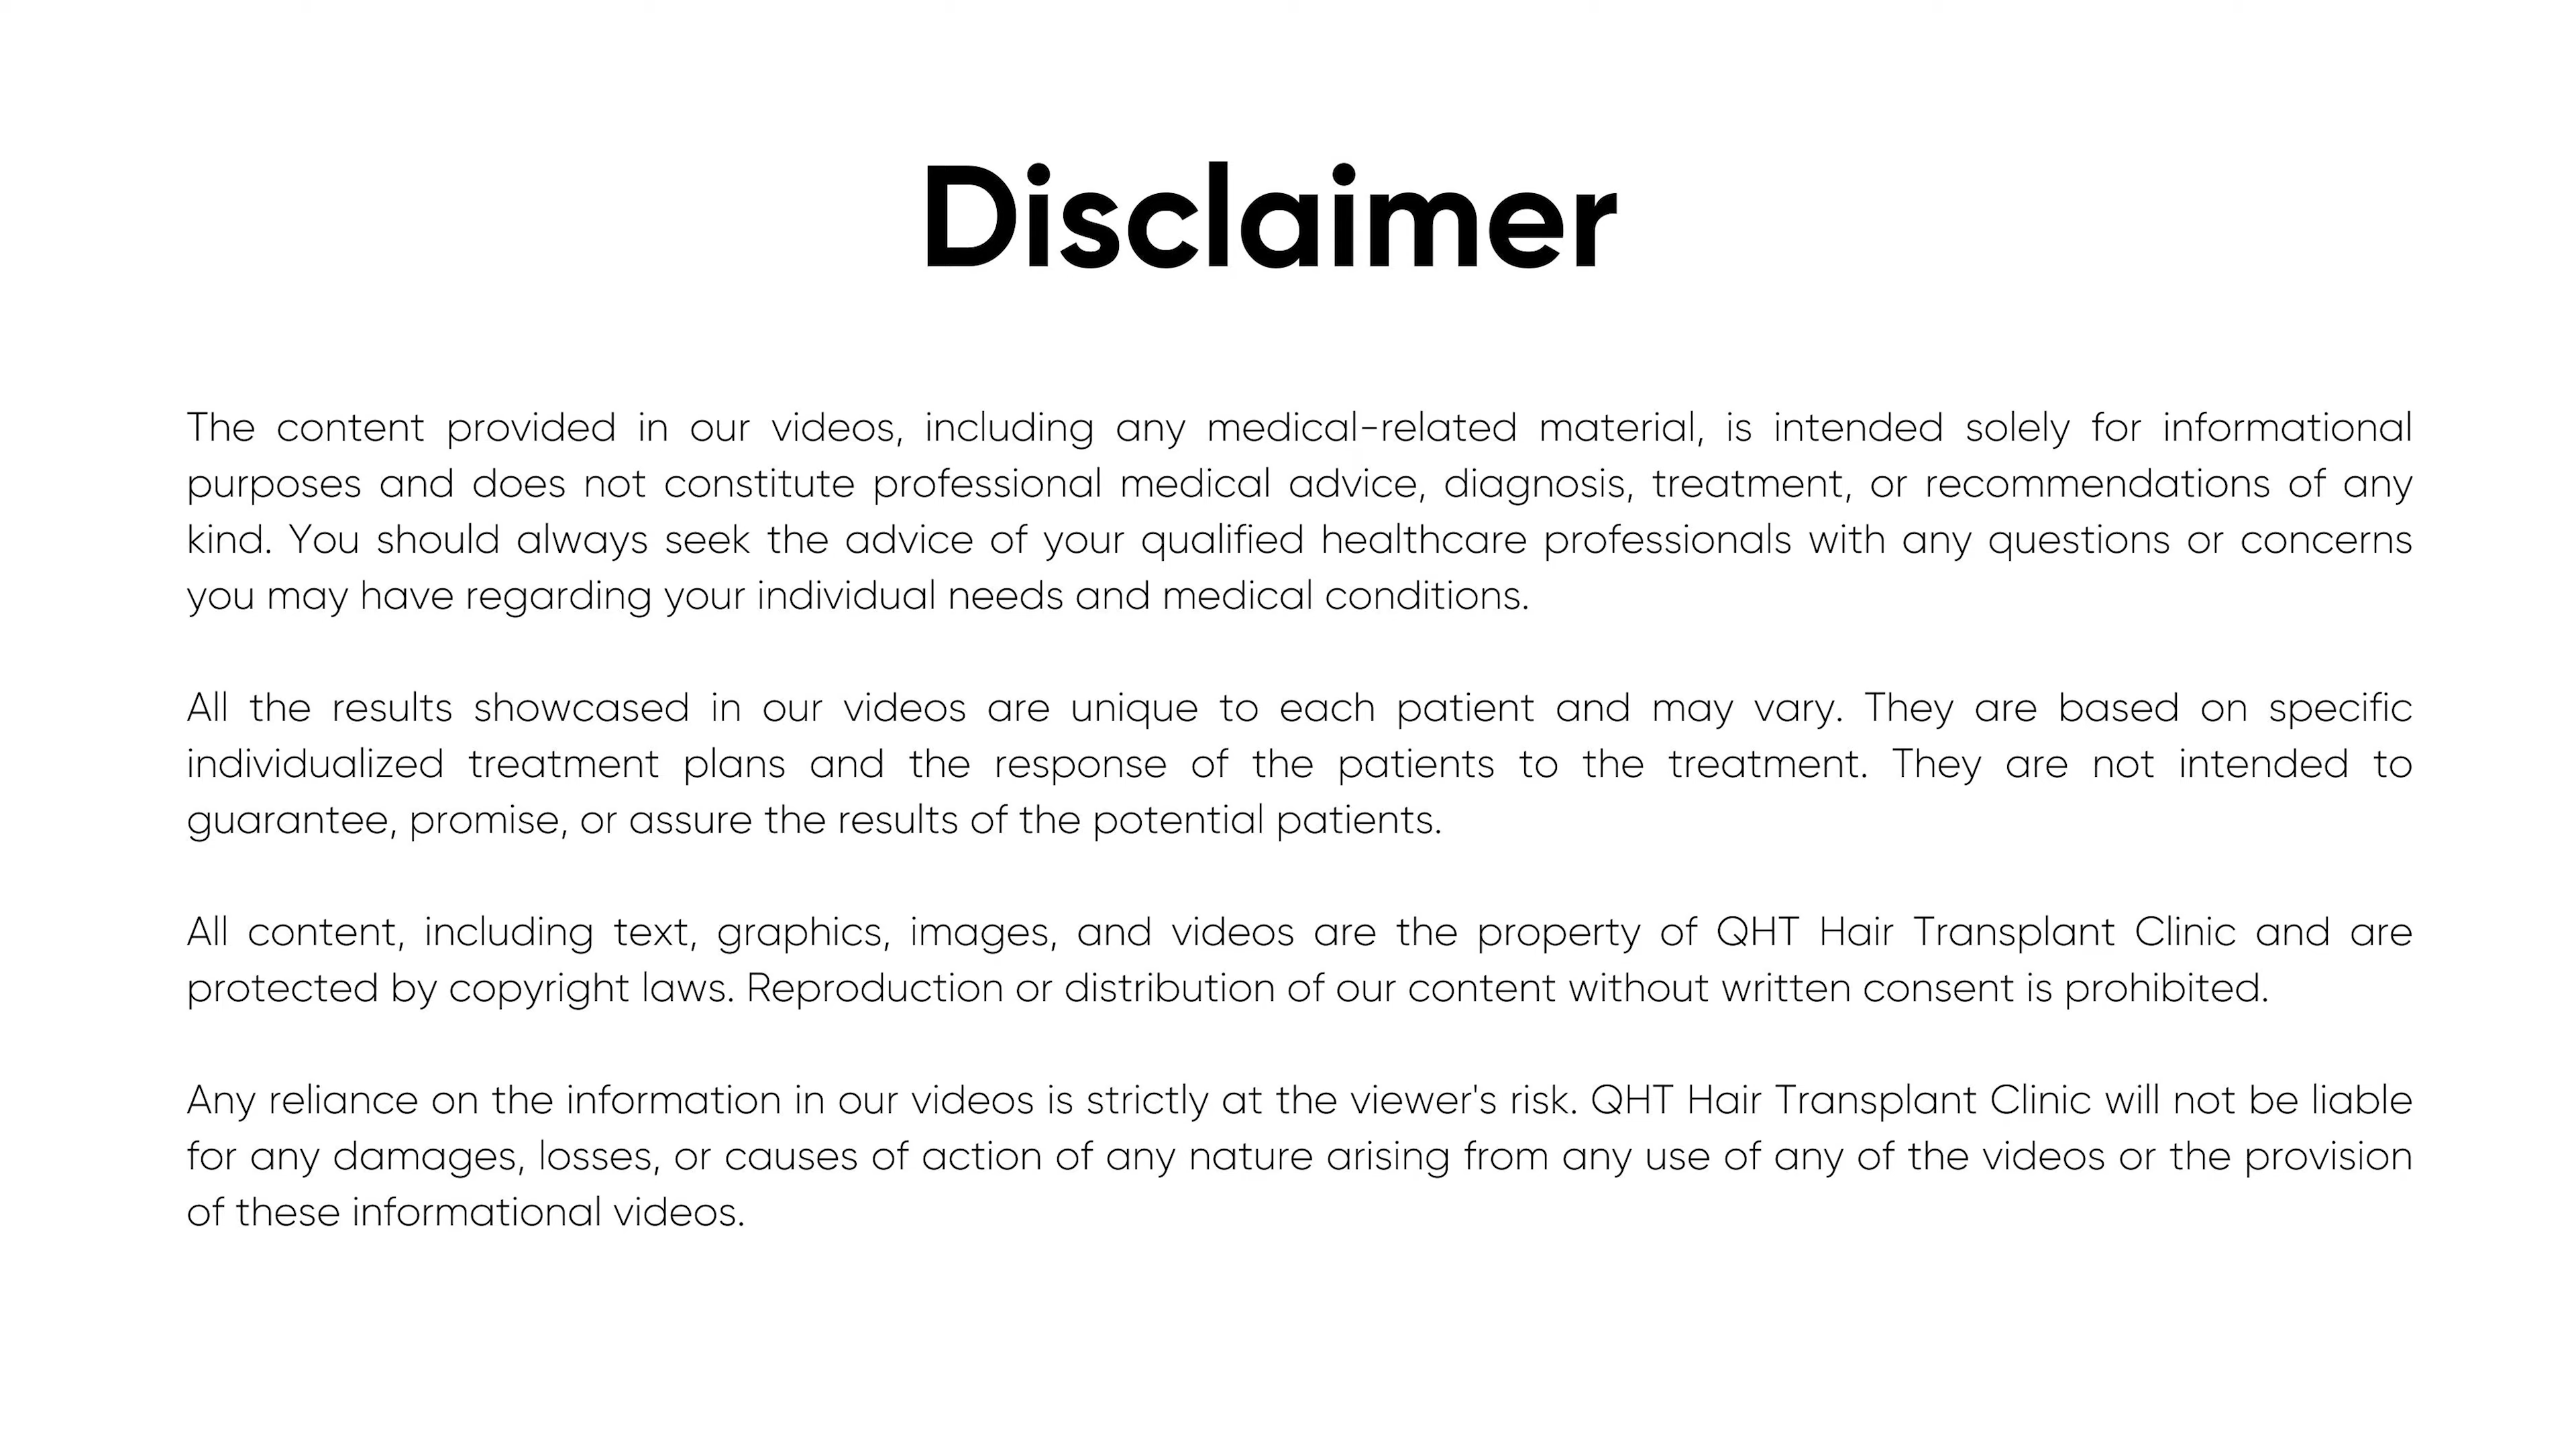 Disclaimer
The content provided in our videos, including any medical-related material, is intended solely for informational
purposes and does not constitute professional medical advice, diagnosis, treatment, or recommendations of any
kind. You should always seek the advice of your qualified healthcare professionals with any questions or concerns
you may have regarding your individual needs and medical conditions.
All the results showcased in our videos are unique to each patient and may vary. They are based on specific
individualized treatment plans and the response of the patients to the treatment. They are not intended to
guarantee, promise, or assure the results of the potential patients.
All content, including text, graphics, images, and videos are the property of QHT Hair Transplant Clinic and are
protected by copyright laws. Reproduction or distribution of our content without written consent is prohibited.
Any reliance on the information in our videos is strictly at the viewer's risk. QHT Hair Transplant Clinic will not be liable
for any damages, losses, or causes of action of any nature arising from any use of any of the videos or the provision
of these informational videos.